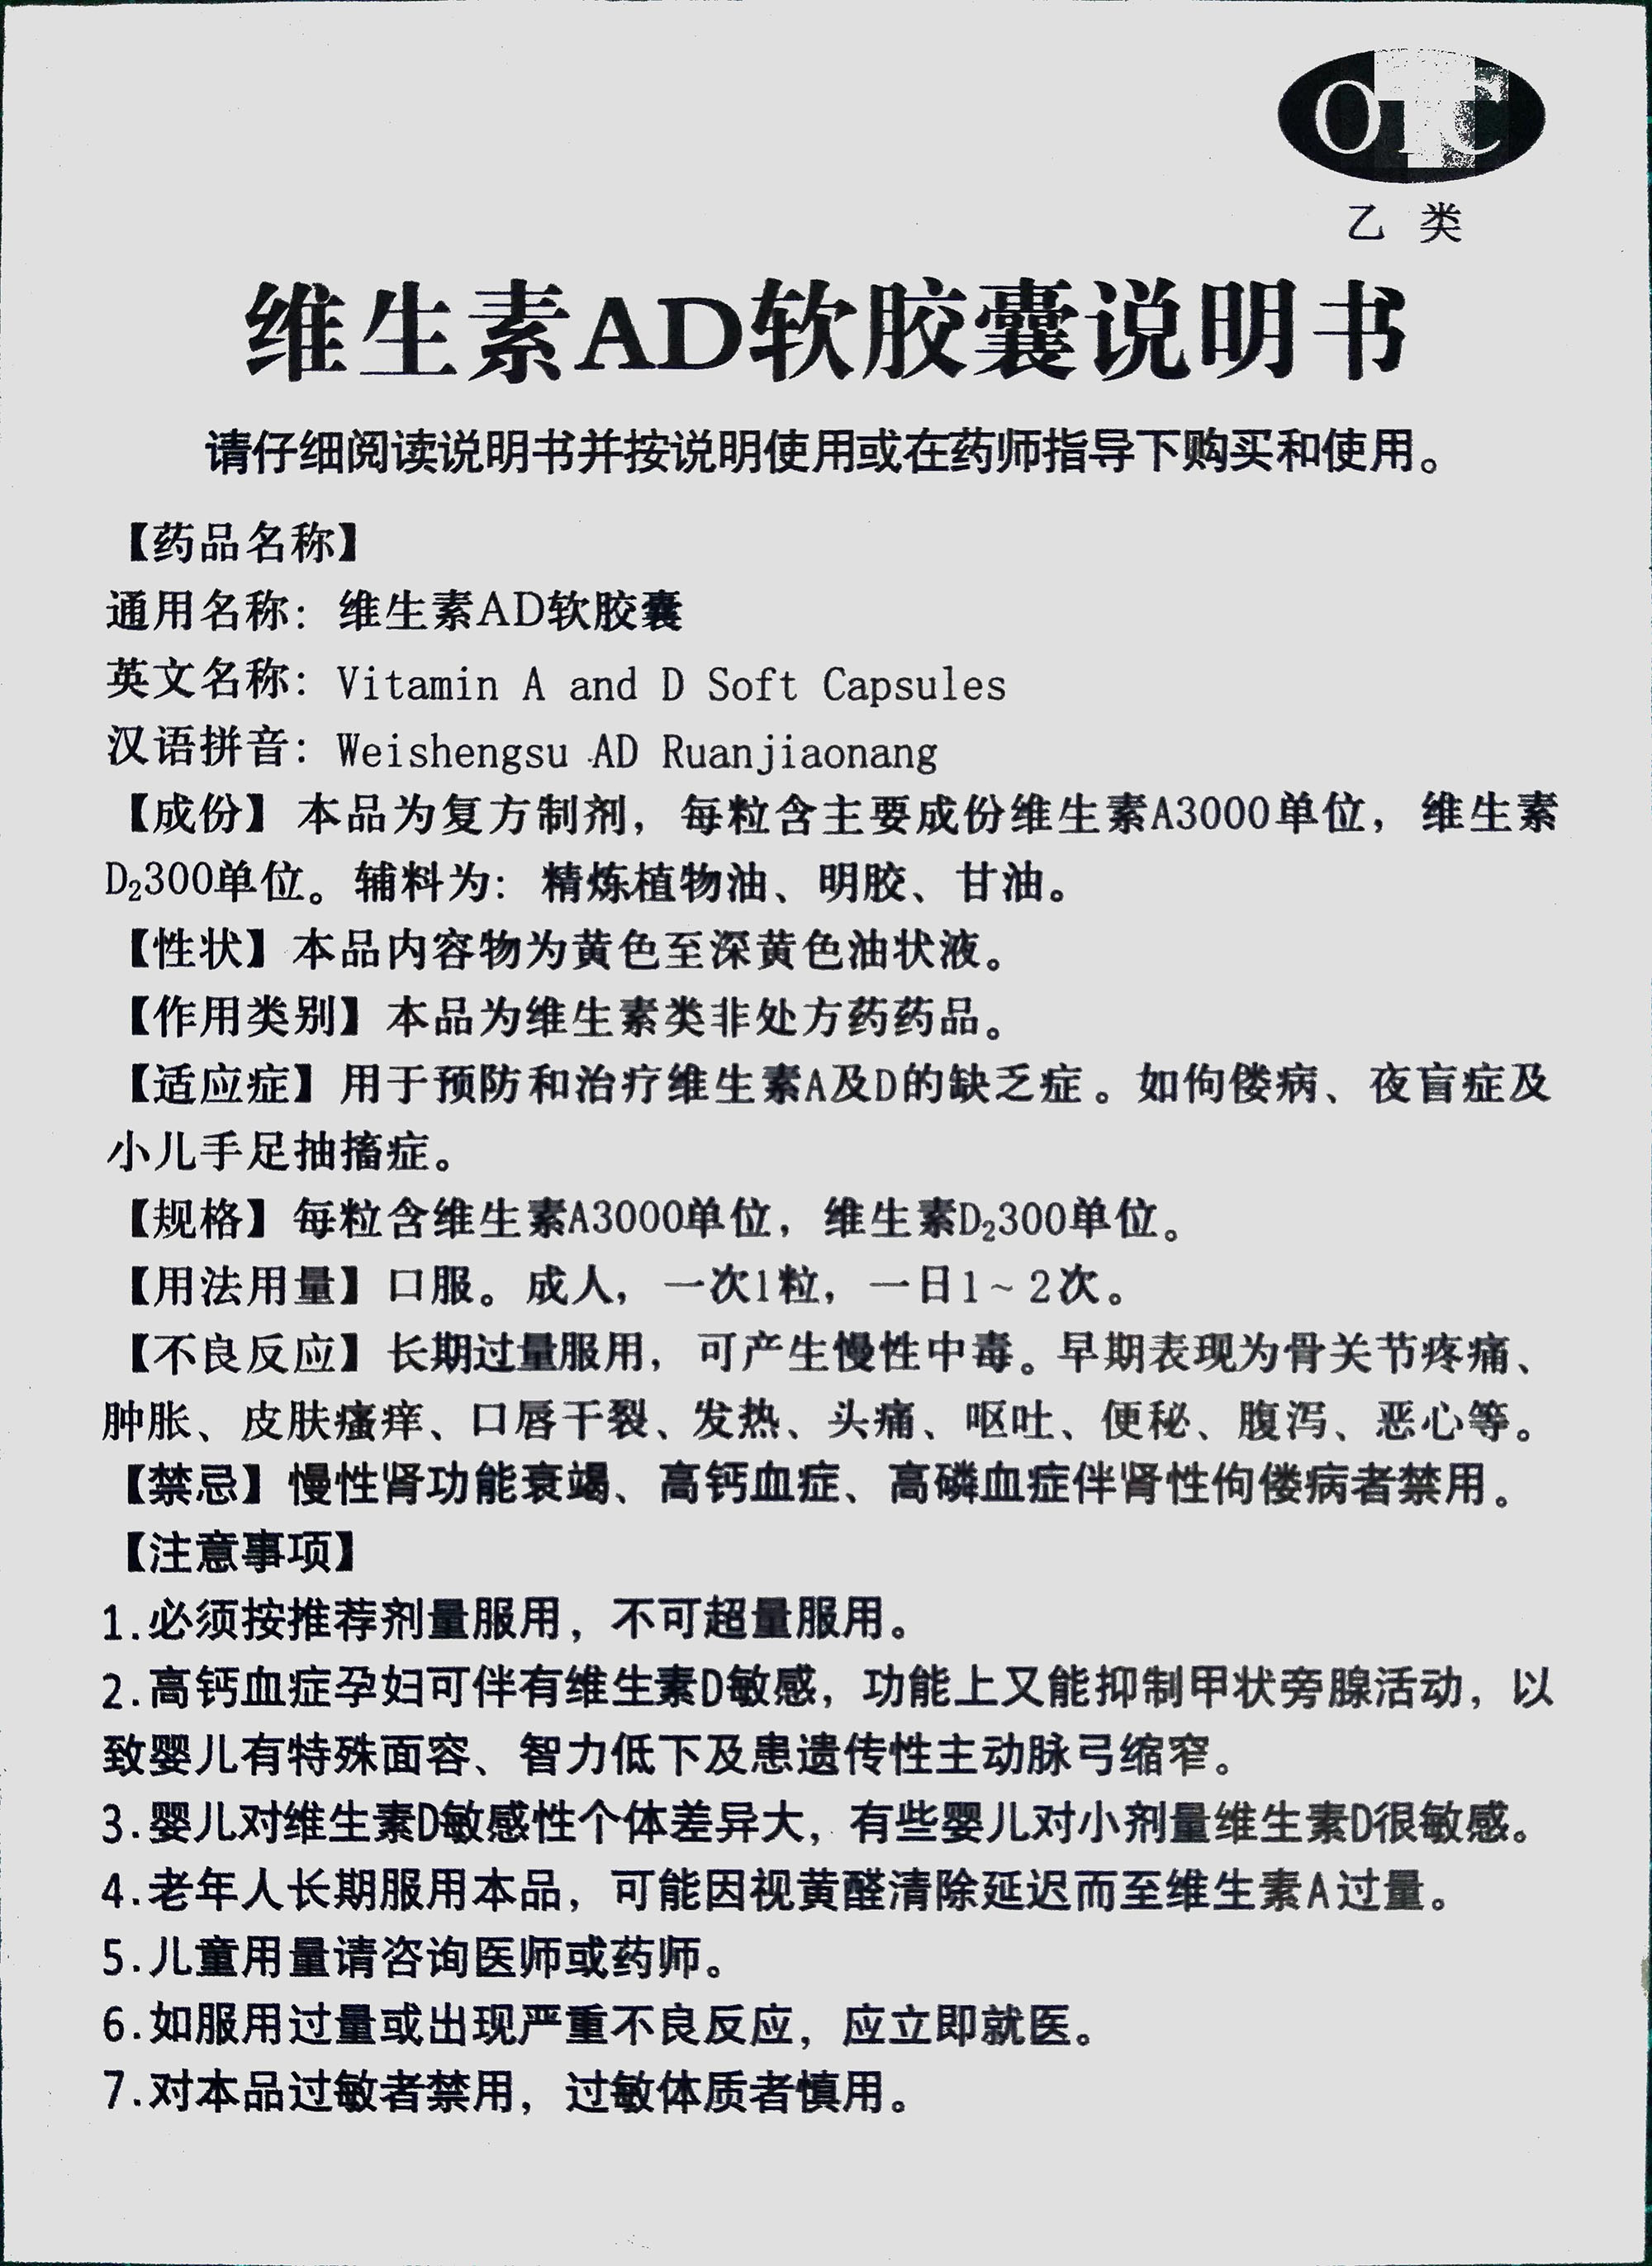 OTC
乙 类
维生素AD软胶囊说明书
请仔细阅读说明书并按说明使用或在药师指导下购买和使用。
【药品名称】
通用名称：维生素AD软胶囊
英文名称：Vitamin A and D Soft Capsules
汉语拼音：Weishengsu AD Ruanjiaonang
【成份】本品为复方制剂，每粒含主要成份维生素A3000单位，维生素
D₂300单位。辅料为：精炼植物油、明胶、甘油。
【性状】本品内容物为黄色至深黄色油状液。
【作用类别】本品为维生素类非处方药药品。
【适应症】用于预防和治疗维生素A及D的缺乏症。如佝偻病、夜盲症及
小儿手足抽搐症。
【规格】每粒含维生素A3000单位，维生素D₂300单位。
【用法用量】口服。成人，一次1粒，一日1~2次。
【不良反应】长期过量服用，可产生慢性中毒。早期表现为骨关节疼痛、
肿胀、皮肤瘙痒、口唇干裂、发热、头痛、呕吐、便秘、腹泻、恶心等。
【禁忌】慢性肾功能衰竭、高钙血症、高磷血症伴肾性佝偻病者禁用。
【注意事项】
1.必须按推荐剂量服用，不可超量服用。
2.高钙血症孕妇可伴有维生素D敏感，功能上又能抑制甲状旁腺活动，以
致婴儿有特殊面容、智力低下及患遗传性主动脉弓缩窄。
3.婴儿对维生素D敏感性个体差异大，有些婴儿对小剂量维生素D很敏感。
4.老年人长期服用本品，可能因视黄醛清除延迟而至维生素A过量。
5.儿童用量请咨询医师或药师。
6.如服用过量或出现严重不良反应，应立即就医。
7.对本品过敏者禁用，过敏体质者慎用。